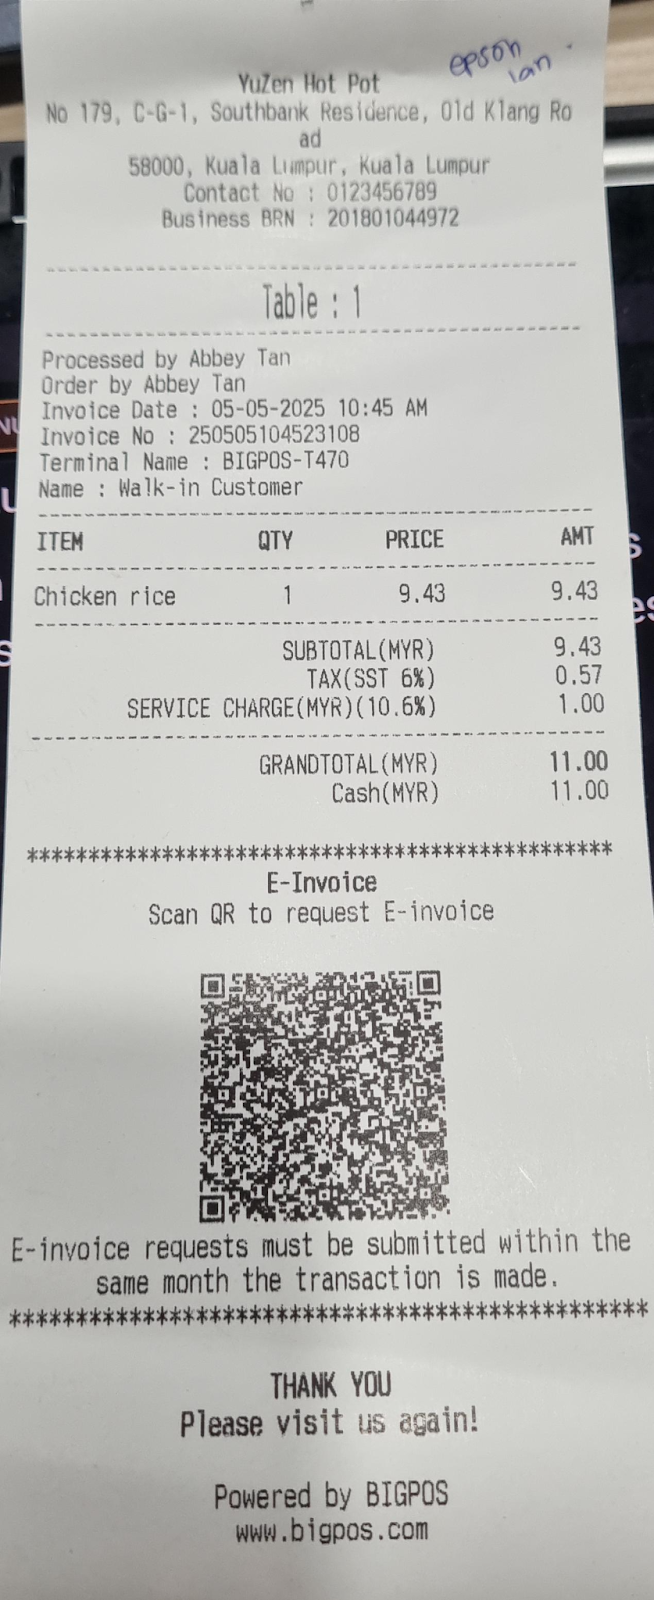 epson
lan
YuZen Hot Pot
No 179, C-G-1, Southbank Residence, Old Klang Ro
ad
58000, Kuala Lumpur, Kuala Lumpur
Contact No : 0123456789
Business BRN : 201801044972
Table : 1
Processed by Abbey Tan
Order by Abbey Tan
Invoice Date : 05-05-2025 10:45 AM
Invoice No : 250505104523108
Terminal Name : BIGPOS-T470
Name : Walk-in Customer
ITEM QTY PRICE AMT
Chicken rice 1 9.43 9.43
SUBTOTAL(MYR) 9.43
TAX(SST 6%) 0.57
SERVICE CHARGE(MYR)(10.6%) 1.00
GRANDTOTAL(MYR) 11.00
Cash(MYR) 11.00
************************************************
E-Invoice
Scan QR to request E-invoice
E-invoice requests must be submitted within the
same month the transaction is made.
************************************************
THANK YOU
Please visit us again!
Powered by BIGPOS
www.bigpos.com